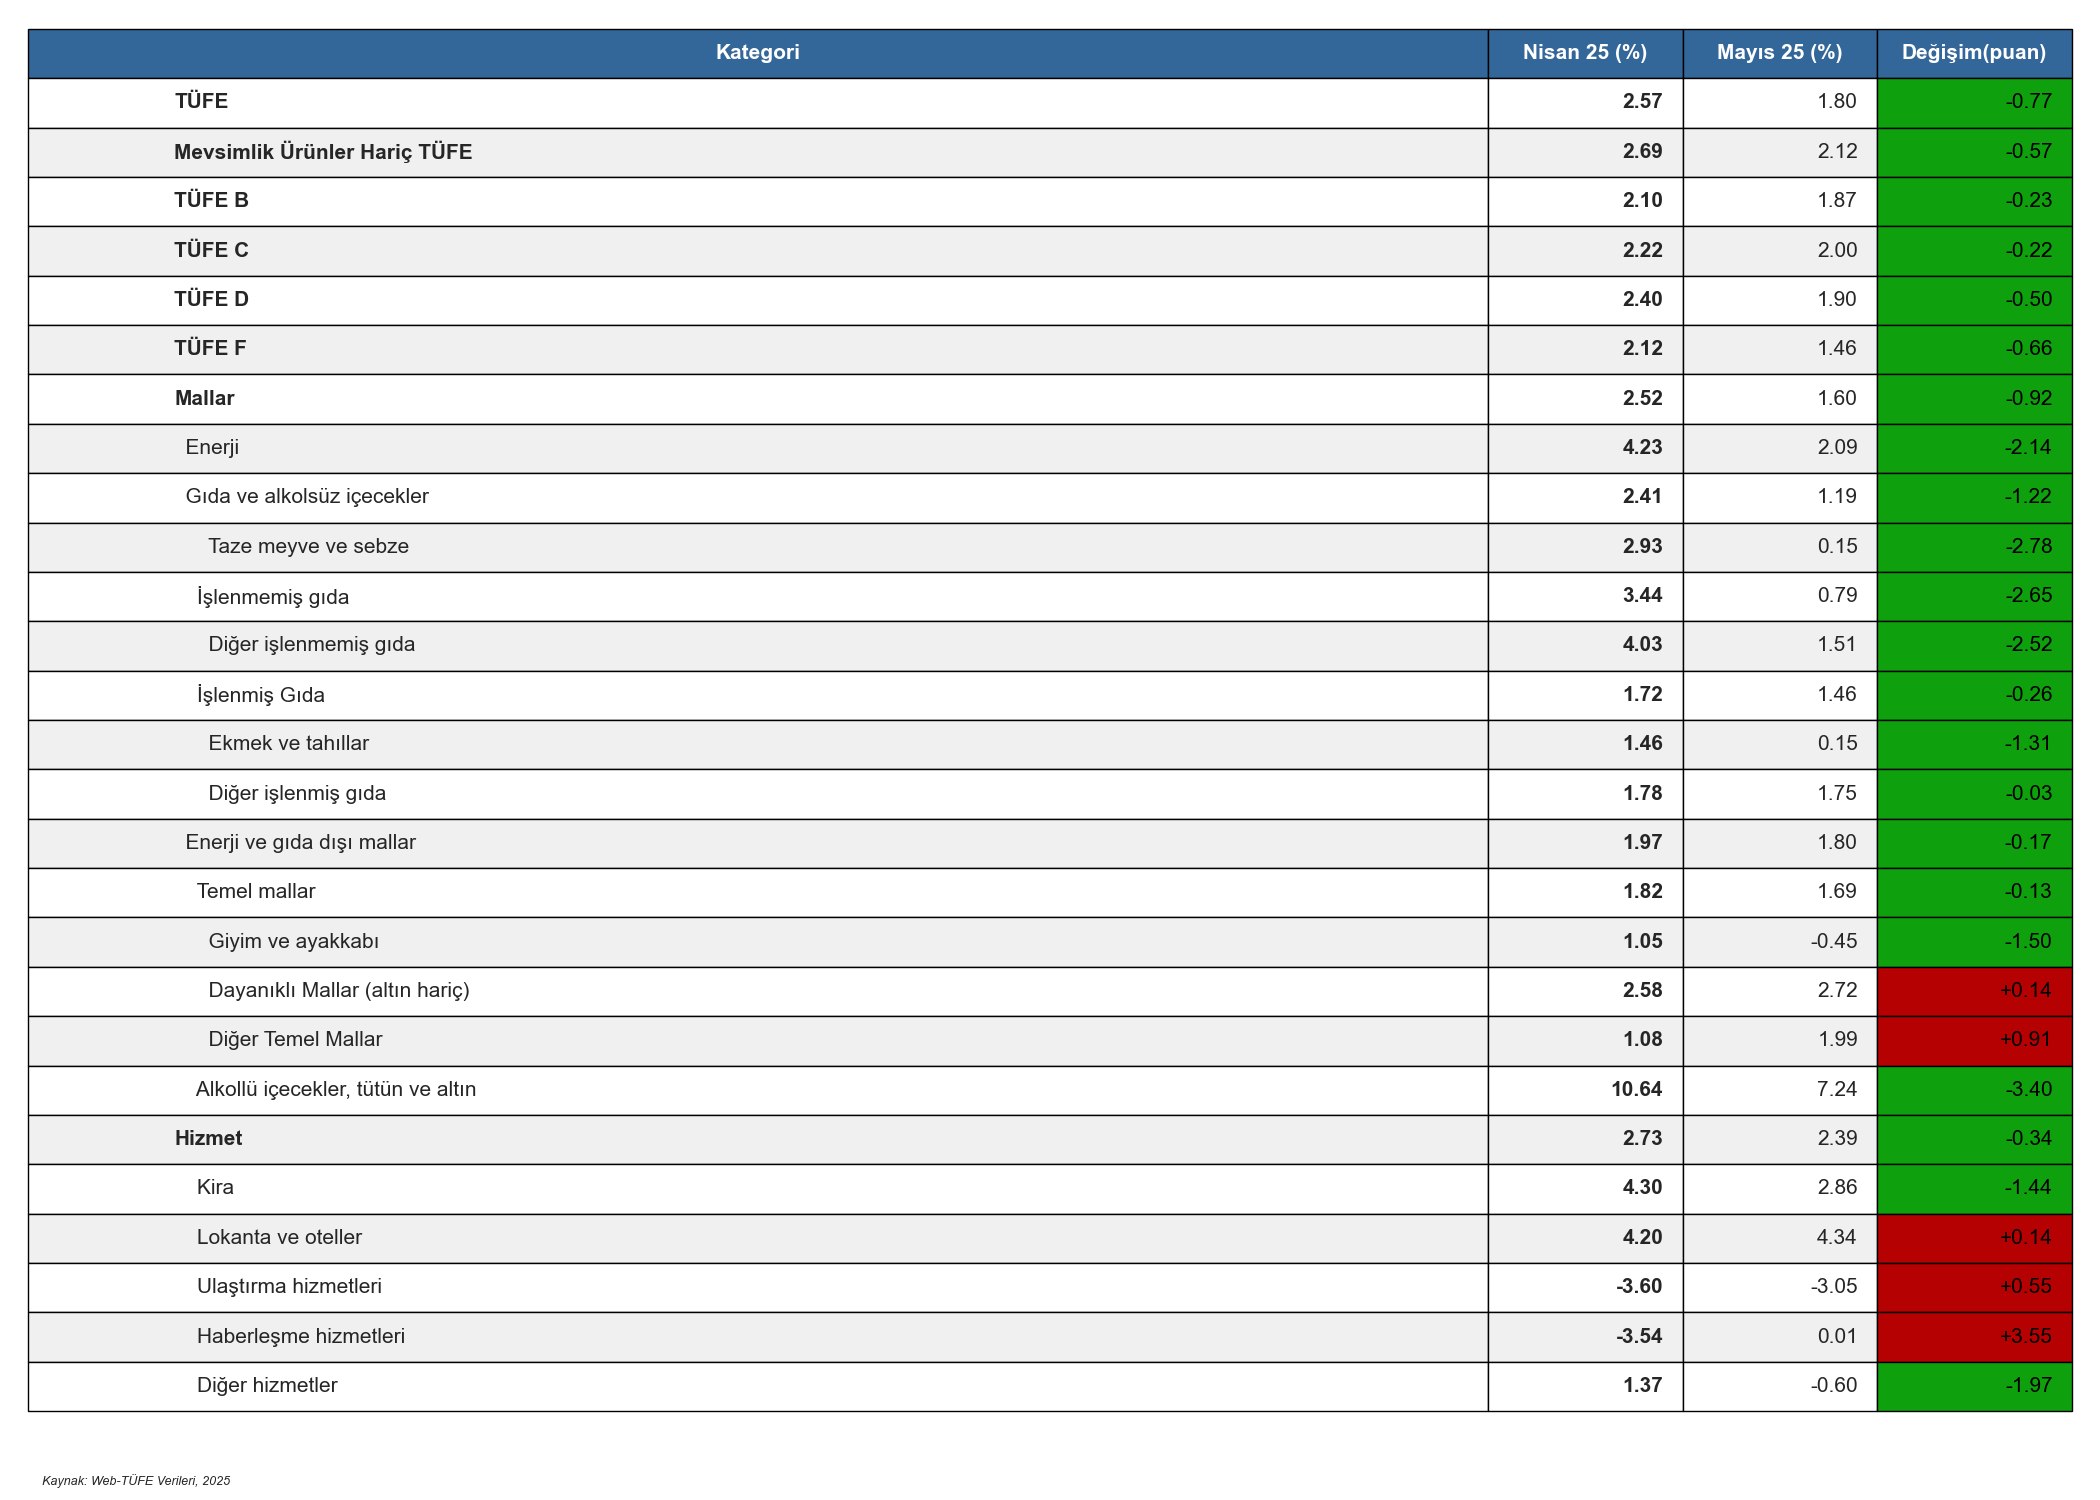 Kategori Nisan 25 (%) Mayıs 25 (%) Değişim(puan)
TÜFE 2.57 1.80 -0.77
Mevsimlik Ürünler Hariç TÜFE 2.69 2.12 -0.57
TÜFE B 2.10 1.87 -0.23
TÜFE C 2.22 2.00 -0.22
TÜFE D 2.40 1.90 -0.50
TÜFE F 2.12 1.46 -0.66
Mallar 2.52 1.60 -0.92
Enerji 4.23 2.09 -2.14
Gıda ve alkolsüz içecekler 2.41 1.19 -1.22
Taze meyve ve sebze 2.93 0.15 -2.78
İşlenmemiş gıda 3.44 0.79 -2.65
Diğer işlenmemiş gıda 4.03 1.51 -2.52
İşlenmiş Gıda 1.72 1.46 -0.26
Ekmek ve tahıllar 1.46 0.15 -1.31
Diğer işlenmiş gıda 1.78 1.75 -0.03
Enerji ve gıda dışı mallar 1.97 1.80 -0.17
Temel mallar 1.82 1.69 -0.13
Giyim ve ayakkabı 1.05 -0.45 -1.50
Dayanıklı Mallar (altın hariç) 2.58 2.72 +0.14
Diğer Temel Mallar 1.08 1.99 +0.91
Alkollü içecekler, tütün ve altın 10.64 7.24 -3.40
Hizmet 2.73 2.39 -0.34
Kira 4.30 2.86 -1.44
Lokanta ve oteller 4.20 4.34 +0.14
Ulaştırma hizmetleri -3.60 -3.05 +0.55
Haberleşme hizmetleri -3.54 0.01 +3.55
Diğer hizmetler 1.37 -0.60 -1.97
Kaynak: Web-TÜFE Verileri, 2025